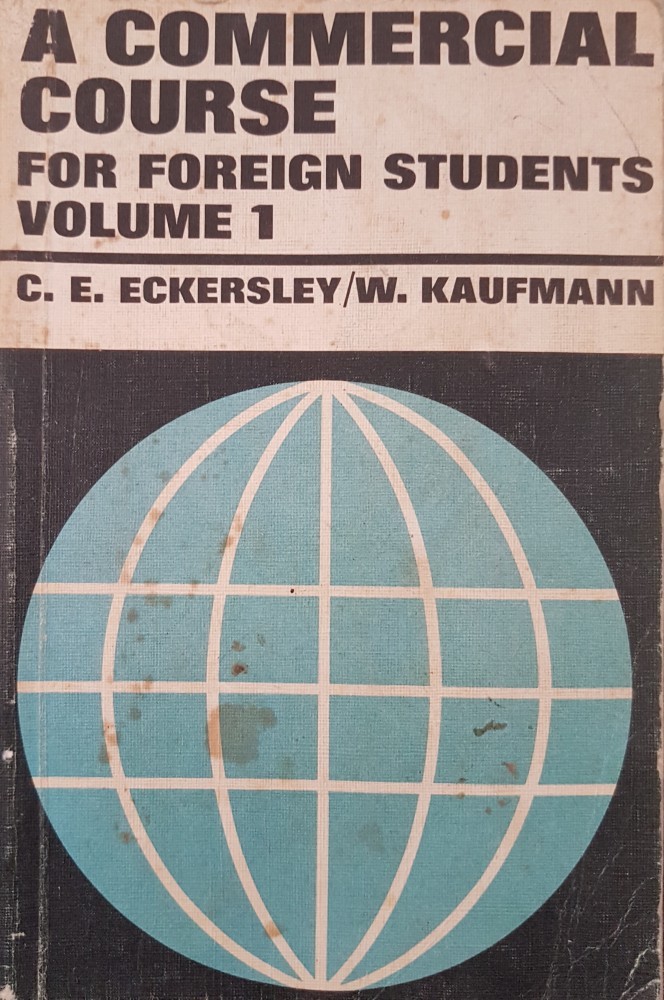 A COMMERCIAL
COURSE
FOR FOREIGN STUDENTS
VOLUME 1
C. E. ECKERSLEY/W. KAUFMANN